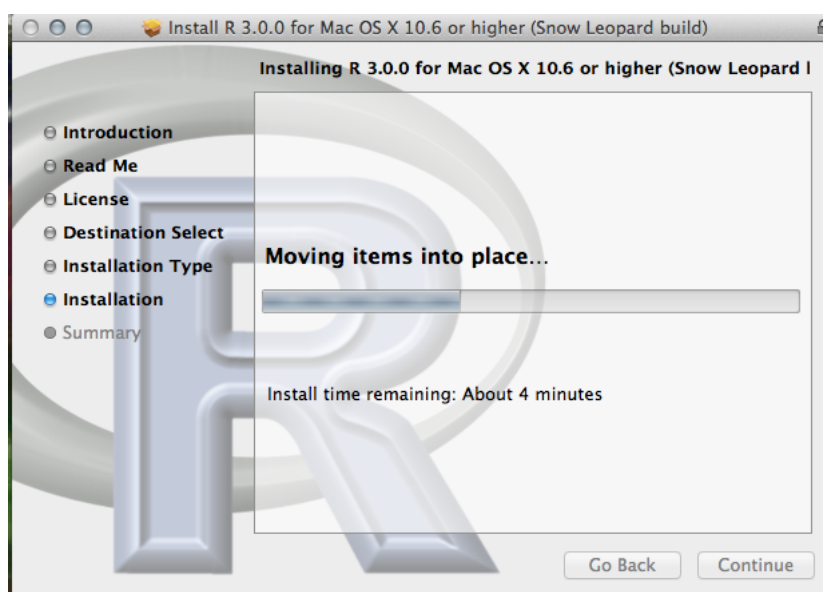 Install R 3.0.0 for Mac OS X 10.6 or higher (Snow Leopard build)
Installing R 3.0.0 for Mac OS X 10.6 or higher (Snow Leopard
Introduction
Read Me
License
Destination Select
Installation Type
Installation
Summary
Moving items into place...
Install time remaining: About 4 minutes
Go Back
Continue
R